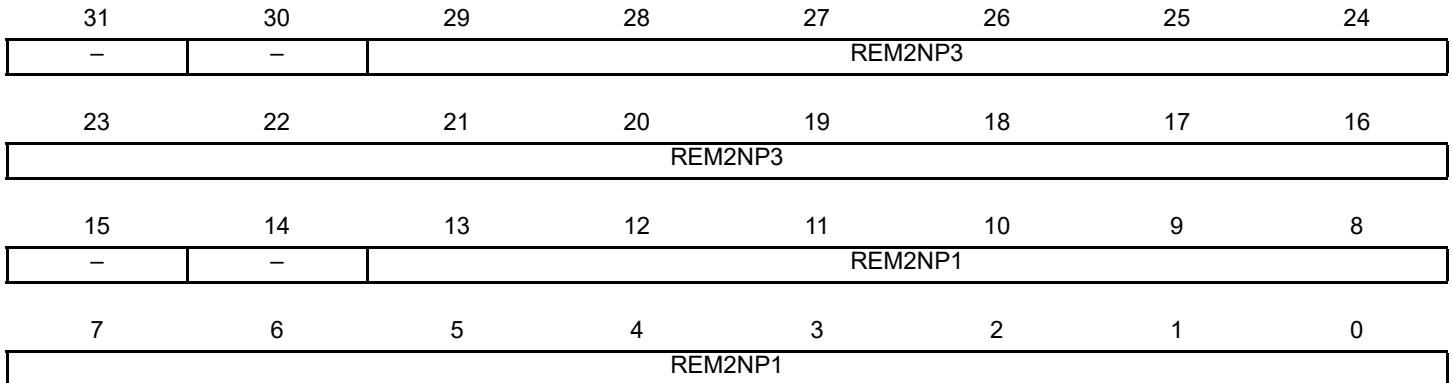 31 30 29 28 27 26 25 24
– – REM2NP3
23 22 21 20 19 18 17 16
REM2NP3
15 14 13 12 11 10 9 8
– – REM2NP1
7 6 5 4 3 2 1 0
REM2NP1